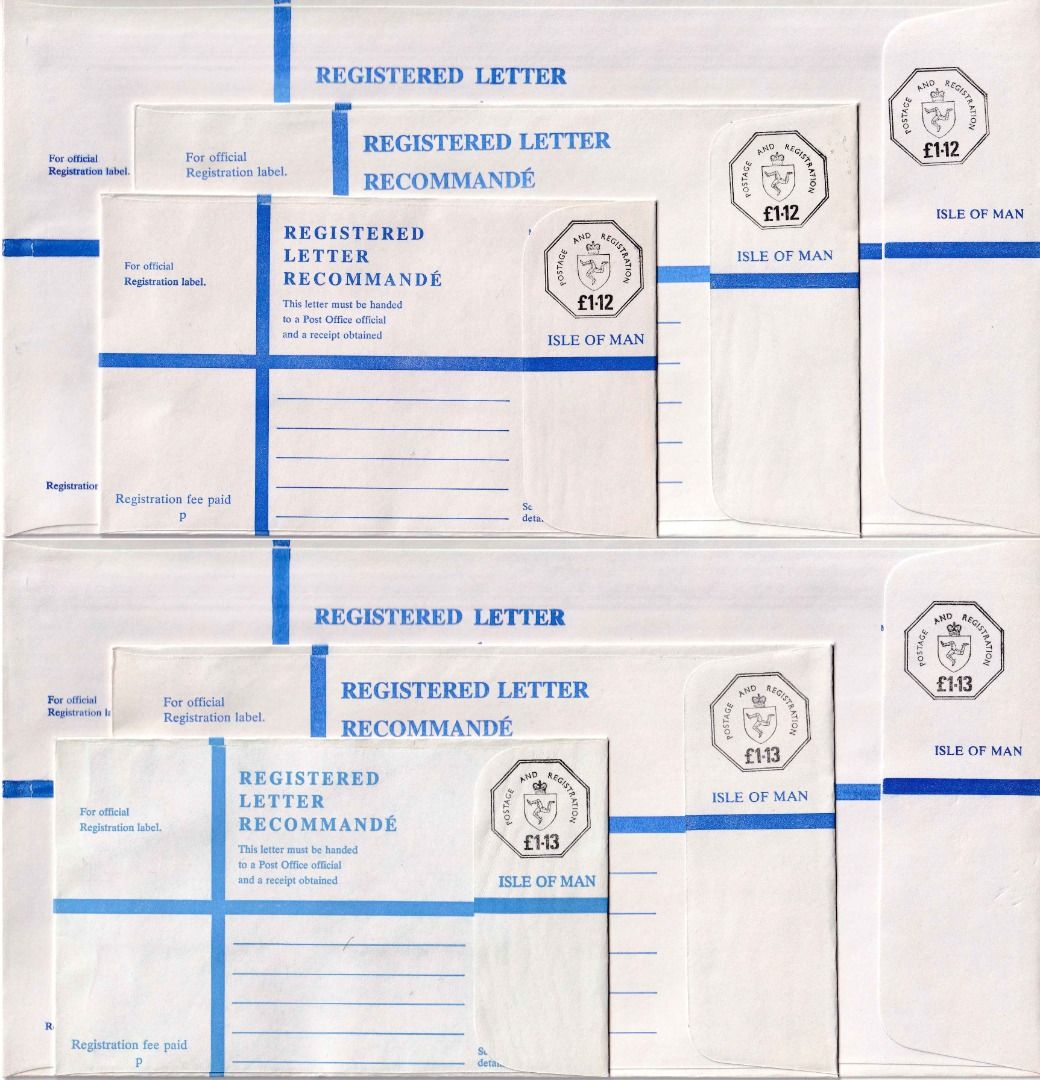 REGISTERED LETTER
POSTAGE AND REGISTRATION
£1·12
ISLE OF MAN
For official
Registration label.
Registration
REGISTERED LETTER
RECOMMANDÉ
For official
Registration label.
POSTAGE AND REGISTRATION
£1·12
ISLE OF MAN
REGISTERED
LETTER
RECOMMANDÉ
This letter must be handed
to a Post Office official
and a receipt obtained
For official
Registration label.
POSTAGE AND REGISTRATION
£1·12
ISLE OF MAN
Registration fee paid
p
REGISTERED LETTER
POSTAGE AND REGISTRATION
£1·13
ISLE OF MAN
For official
Registration
REGISTERED LETTER
RECOMMANDÉ
For official
Registration label.
POSTAGE AND REGISTRATION
£1·13
ISLE OF MAN
REGISTERED
LETTER
RECOMMANDÉ
This letter must be handed
to a Post Office official
and a receipt obtained
For official
Registration label.
POSTAGE AND REGISTRATION
£1·13
ISLE OF MAN
Registration fee paid
p